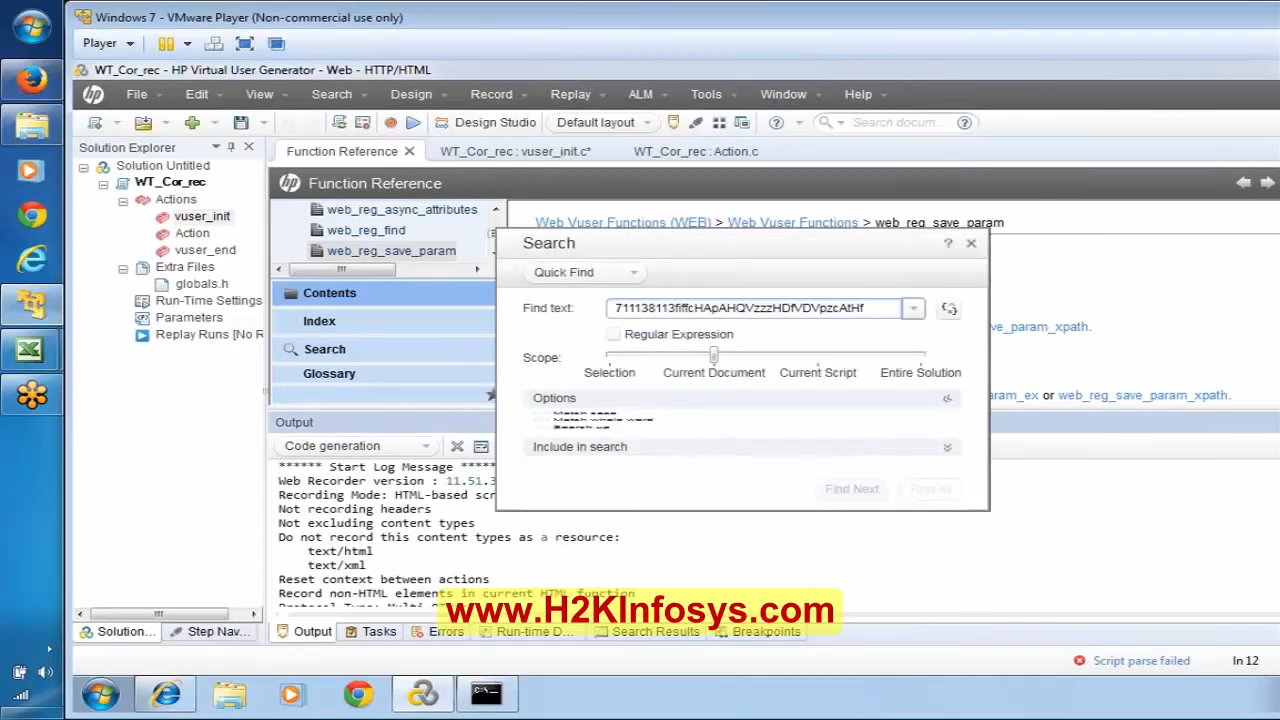 Windows 7 - VMware Player (Non-commercial use only)
Player
WT_Cor_rec - HP Virtual User Generator - Web - HTTP/HTML
File Edit View Search Design Record Replay ALM Tools Window Help
Design Studio Default layout Search docum
Solution Explorer
Function Reference WT_Cor_rec : vuser_init.c* WT_Cor_rec : Action.c
Solution Untitled
WT_Cor_rec
Actions
vuser_init
Action
vuser_end
Extra Files
globals.h
Run-Time Settings
Parameters
Replay Runs [No R
Function Reference
web_reg_async_attributes
web_reg_find
web_reg_save_param
Contents
Index
Search
Glossary
Web Vuser Functions (WEB) > Web Vuser Functions > web_reg_save_param
_param_xpath.
aram_ex or web_reg_save_param_xpath.
Search
Quick Find
Find text: 711138113fiffcHApAHQVzzzHDfVDVpzcAtHf
Regular Expression
Scope:
Selection Current Document Current Script Entire Solution
Options
Include in search
Find Next Find All
Output
Code generation
****** Start Log Message *****
Web Recorder version : 11.51.3
Recording Mode: HTML-based scr
Not recording headers
Not excluding content types
Do not record this content types as a resource:
text/html
text/xml
Reset context between actions
Record non-HTML elements in current HTML function
www.H2KInfosys.com
Solution... Step Nav... Output Tasks Errors Run-time D... Search Results Breakpoints
Script parse failed ln 12